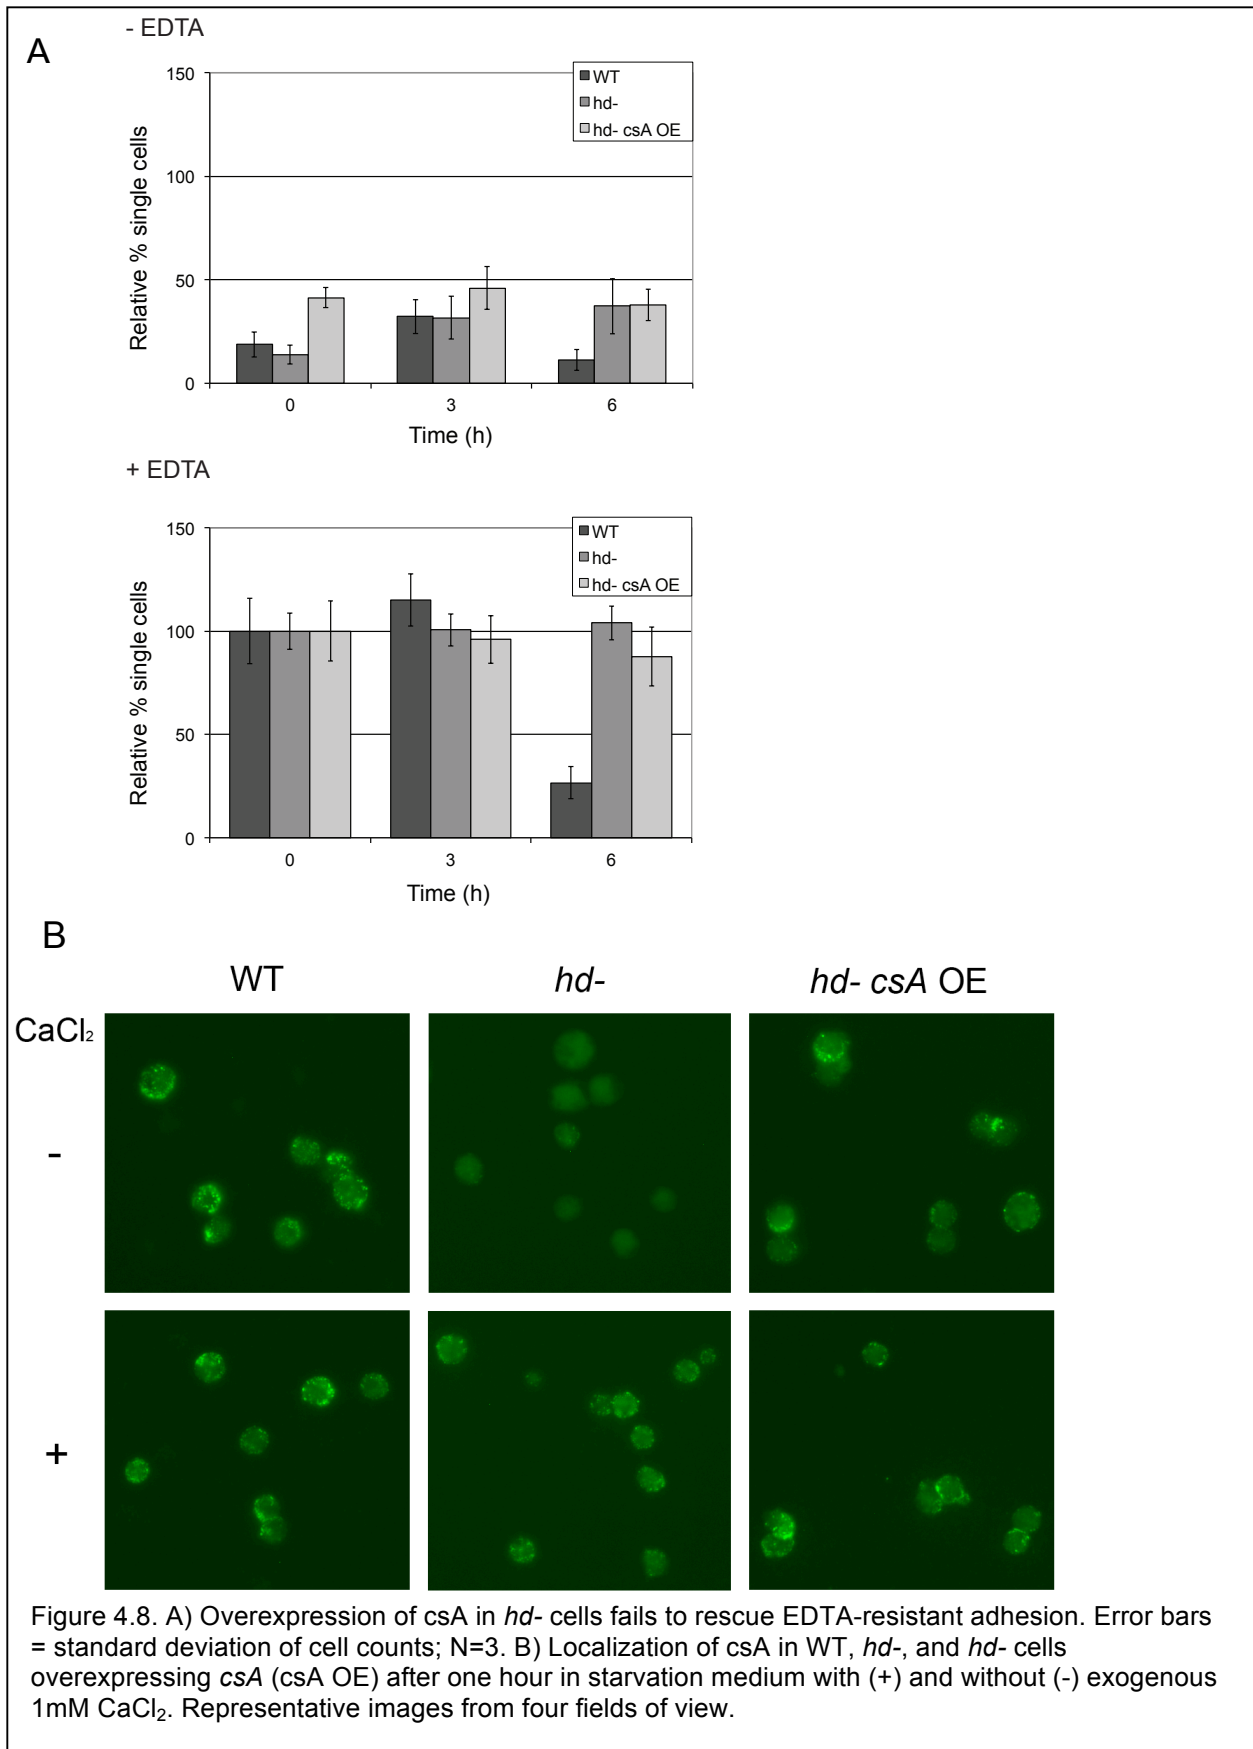 A
- EDTA
150
100
50
0
Relative % single cells
WT
hd-
hd- csA OE
0 3 6
Time (h)
+ EDTA
150
100
50
0
Relative % single cells
WT
hd-
hd- csA OE
0 3 6
Time (h)
B
WT hd- hd- csA OE
CaCl₂
-
+
Figure 4.8. A) Overexpression of csA in hd- cells fails to rescue EDTA-resistant adhesion. Error bars
= standard deviation of cell counts; N=3. B) Localization of csA in WT, hd-, and hd- cells
overexpressing csA (csA OE) after one hour in starvation medium with (+) and without (-) exogenous
1mM CaCl₂. Representative images from four fields of view.